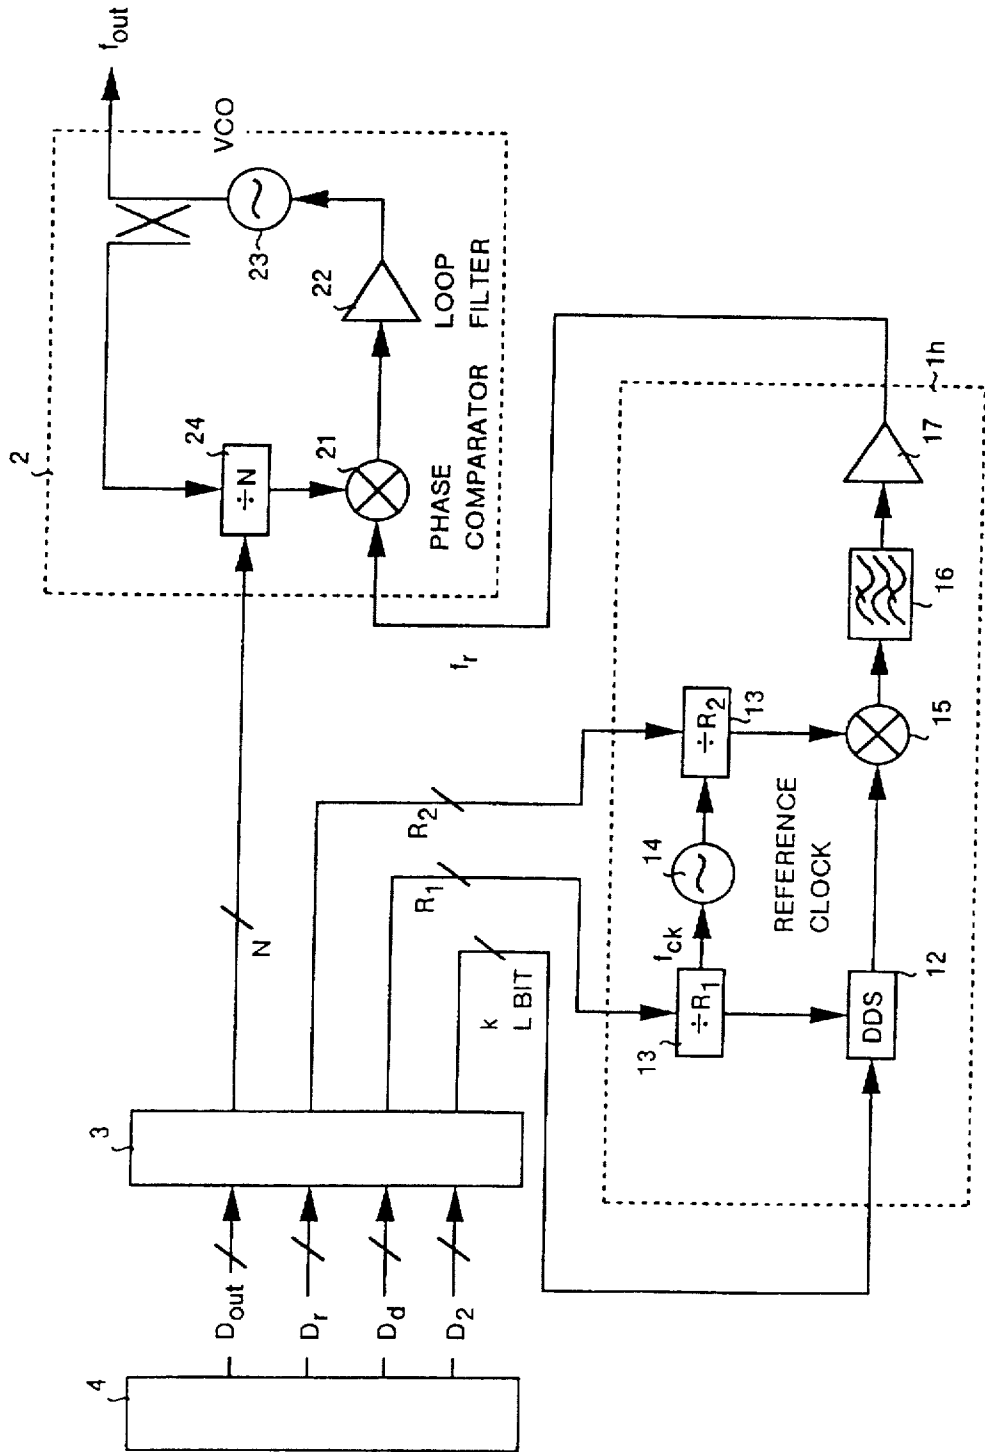 f_out
VCO
2
23
22
LOOP
FILTER
24
÷N
21
PHASE
COMPARATOR
f_r
N
R_2
R_1
k
L BIT
3
D_out
D_r
D_d
D_2
4
1h
17
16
15
÷R_2
13
14
REFERENCE
CLOCK
f_ck
÷R_1
13
DDS
12